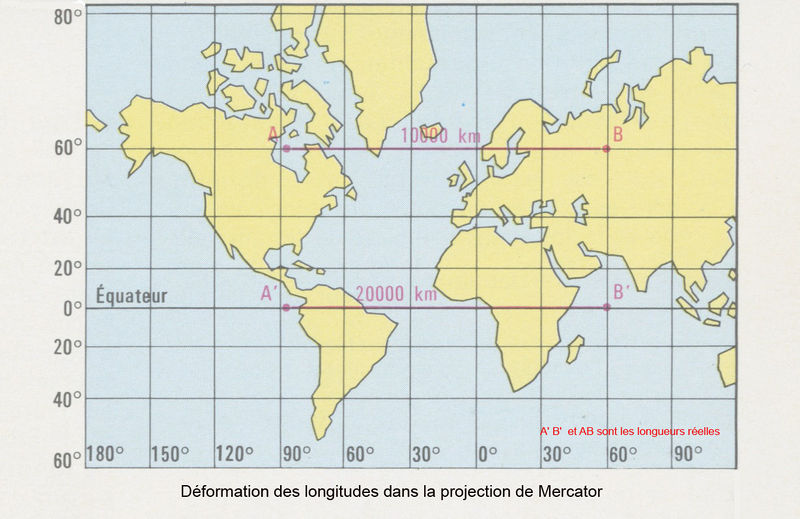 80°
A
10000 km
B
60°
40°
20°
Équateur
A′
20000 km
B′
0°
20°
40°
A' B' et AB sont les longueurs réelles
60°
180° 150° 120° 90° 60° 30° 0° 30° 60° 90°
Déformation des longitudes dans la projection de Mercator